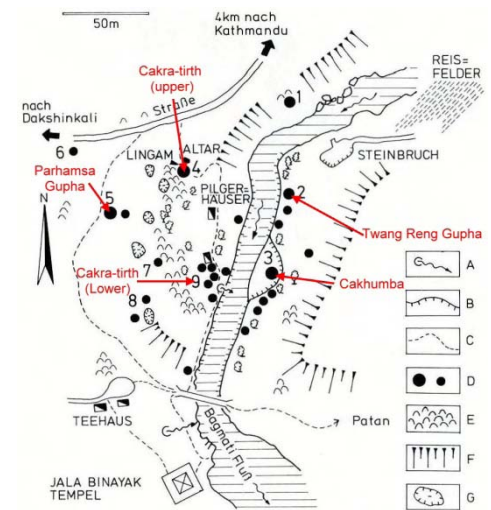 50m
4km nach
Kathmandu
REIS=
FELDER
Cakra-tirth
(upper)
nach
Dakshinkali
Straße
1
6
LINGAM
ALTAR
4
STEINBRUCH
Parhamsa
Gupha
5
PILGER=
HÄUSER
2
Twang Reng Gupha
N
3
A
Cakra-tirth
(Lower)
7
9
Cakhumba
B
8
C
D
TEEHAUS
Patan
E
Bagmati Fluß
F
JALA BINAYAK
TEMPEL
G